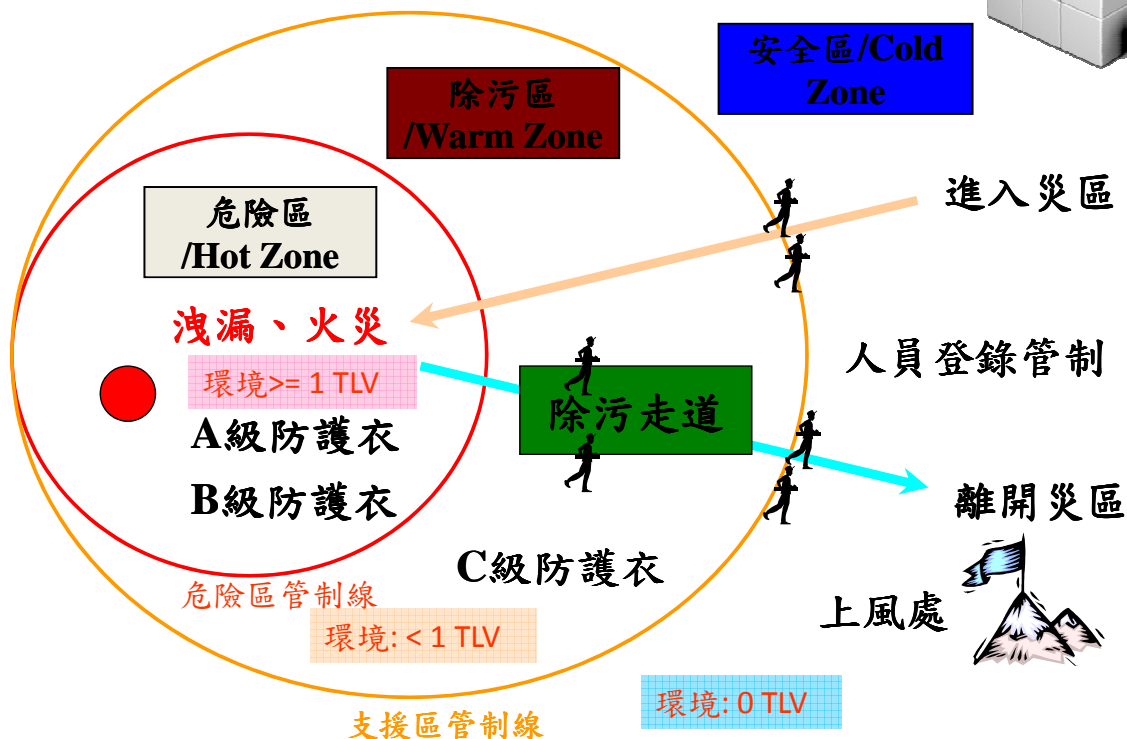 安全區/Cold
Zone
除污區
/Warm Zone
危險區
/Hot Zone
進入災區
洩漏、火災
環境>= 1 TLV
人員登錄管制
除污走道
A級防護衣
B級防護衣
離開災區
C級防護衣
危險區管制線
上風處
環境: < 1 TLV
環境: 0 TLV
支援區管制線